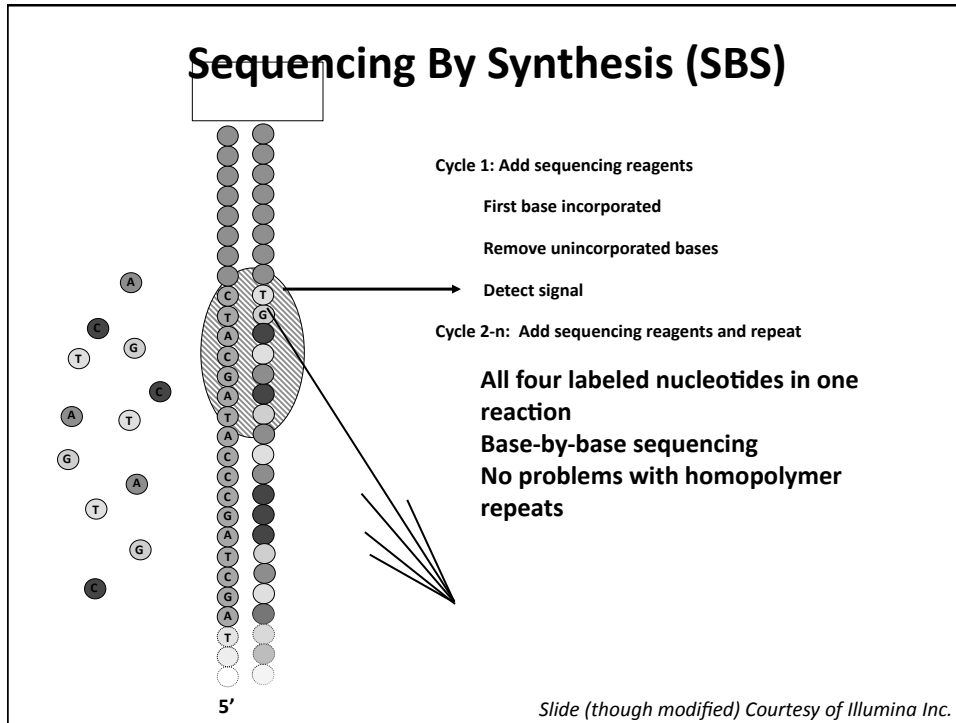 Sequencing By Synthesis (SBS)
Cycle 1: Add sequencing reagents
First base incorporated
Remove unincorporated bases
Detect signal
Cycle 2-n: Add sequencing reagents and repeat
All four labeled nucleotides in one
reaction
Base-by-base sequencing
No problems with homopolymer
repeats
A
C
G
T
C
A
T
G
A
T
G
C
C
T
A
C
G
A
T
A
C
C
C
G
A
T
C
G
A
T
T
G
5’
Slide (though modified) Courtesy of Illumina Inc.